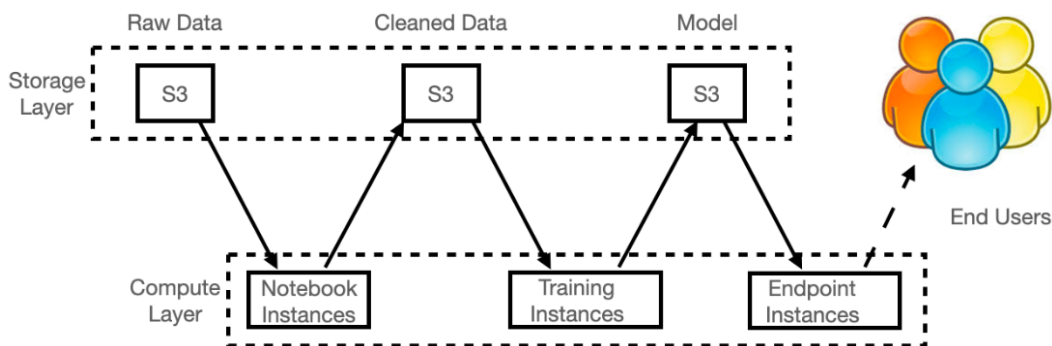 Raw Data
Cleaned Data
Model
Storage
Layer
S3
S3
S3
End Users
Compute
Layer
Notebook
Instances
Training
Instances
Endpoint
Instances